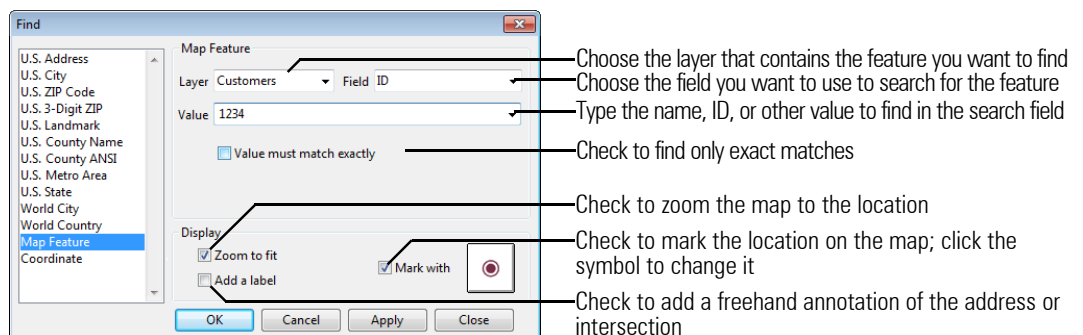 Find
U.S. Address
U.S. City
U.S. ZIP Code
U.S. 3-Digit ZIP
U.S. Landmark
U.S. County Name
U.S. County ANSI
U.S. Metro Area
U.S. State
World City
World Country
Map Feature
Coordinate
Map Feature
Layer Customers Field ID
Value 1234
Value must match exactly
Display
Zoom to fit
Add a label
Mark with
OK Cancel Apply Close
Choose the layer that contains the feature you want to find
Choose the field you want to use to search for the feature
Type the name, ID, or other value to find in the search field
Check to find only exact matches
Check to zoom the map to the location
Check to mark the location on the map; click the
symbol to change it
Check to add a freehand annotation of the address or
intersection